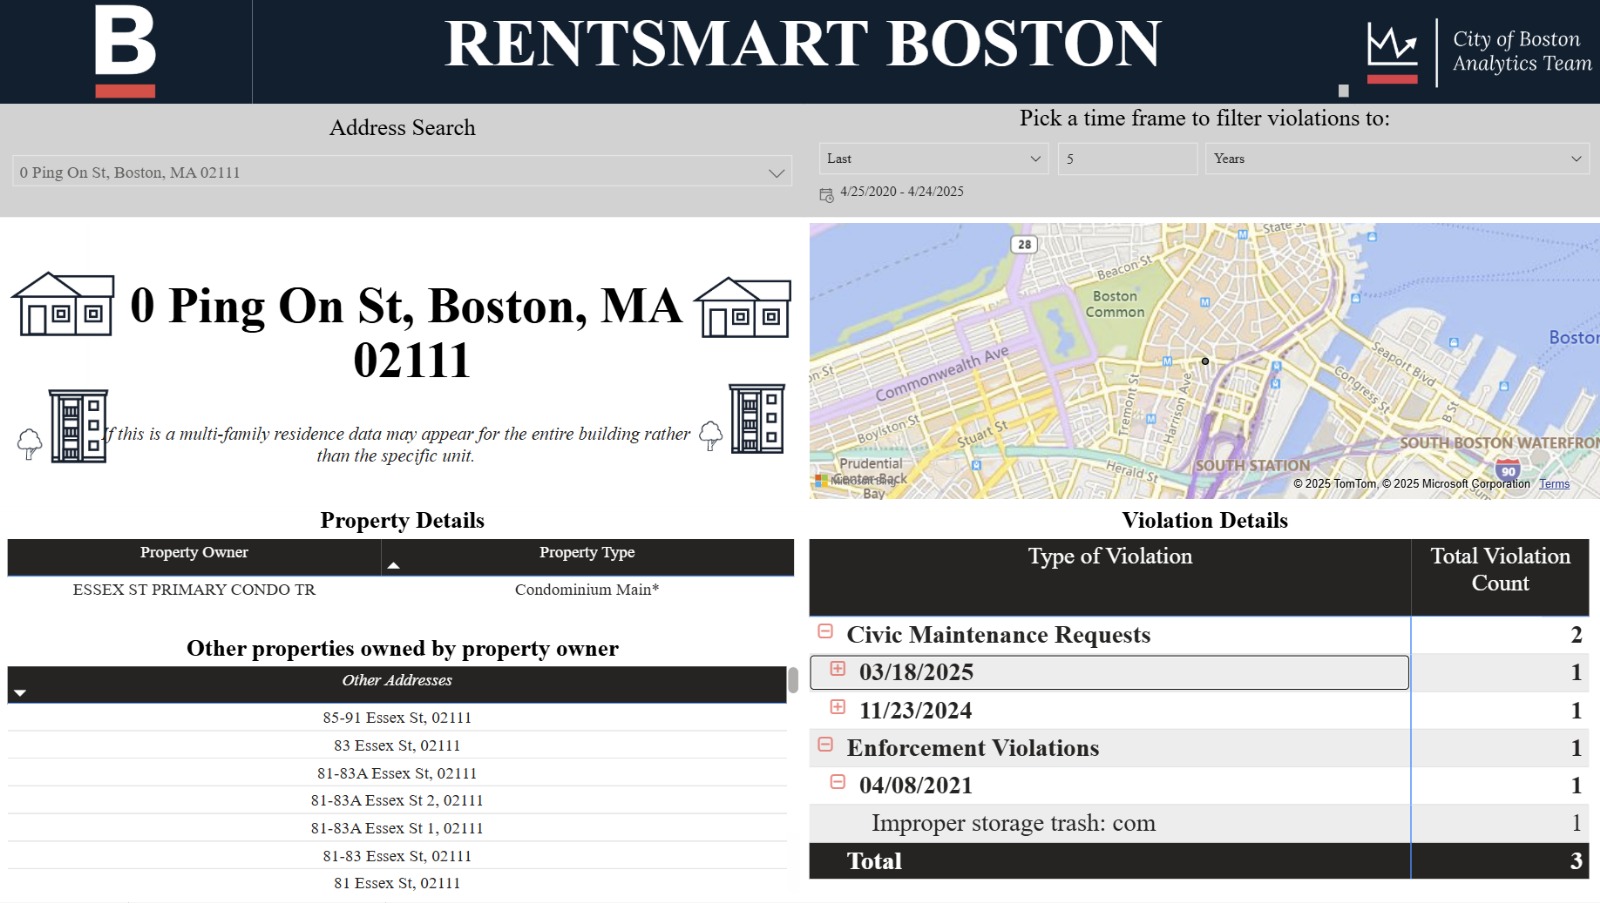 B
RENTSMART BOSTON
City of Boston
Analytics Team
Address Search
0 Ping On St, Boston, MA 02111
Pick a time frame to filter violations to:
Last
5
Years
4/25/2020 - 4/24/2025
0 Ping On St, Boston, MA
02111
If this is a multi-family residence data may appear for the entire building rather
than the specific unit.
28
State St
Beacon St
Boston
Common
Boston
Commonwealth Ave
Seaport Blvd
Congress St
B St
Tremont St
Harrison Ave
Boylston St
Stuart St
SOUTH BOSTON WATERFRON
Herald St
SOUTH STATION
90
Prudential
Center-Back
Bay
Microsoft Bing
© 2025 TomTom, © 2025 Microsoft Corporation Terms
Property Details
Property Owner Property Type
ESSEX ST PRIMARY CONDO TR Condominium Main*
Other properties owned by property owner
Other Addresses
85-91 Essex St, 02111
83 Essex St, 02111
81-83A Essex St, 02111
81-83A Essex St 2, 02111
81-83A Essex St 1, 02111
81-83 Essex St, 02111
81 Essex St, 02111
Violation Details
Type of Violation Total Violation
Count
Civic Maintenance Requests 2
03/18/2025 1
11/23/2024 1
Enforcement Violations 1
04/08/2021 1
Improper storage trash: com 1
Total 3